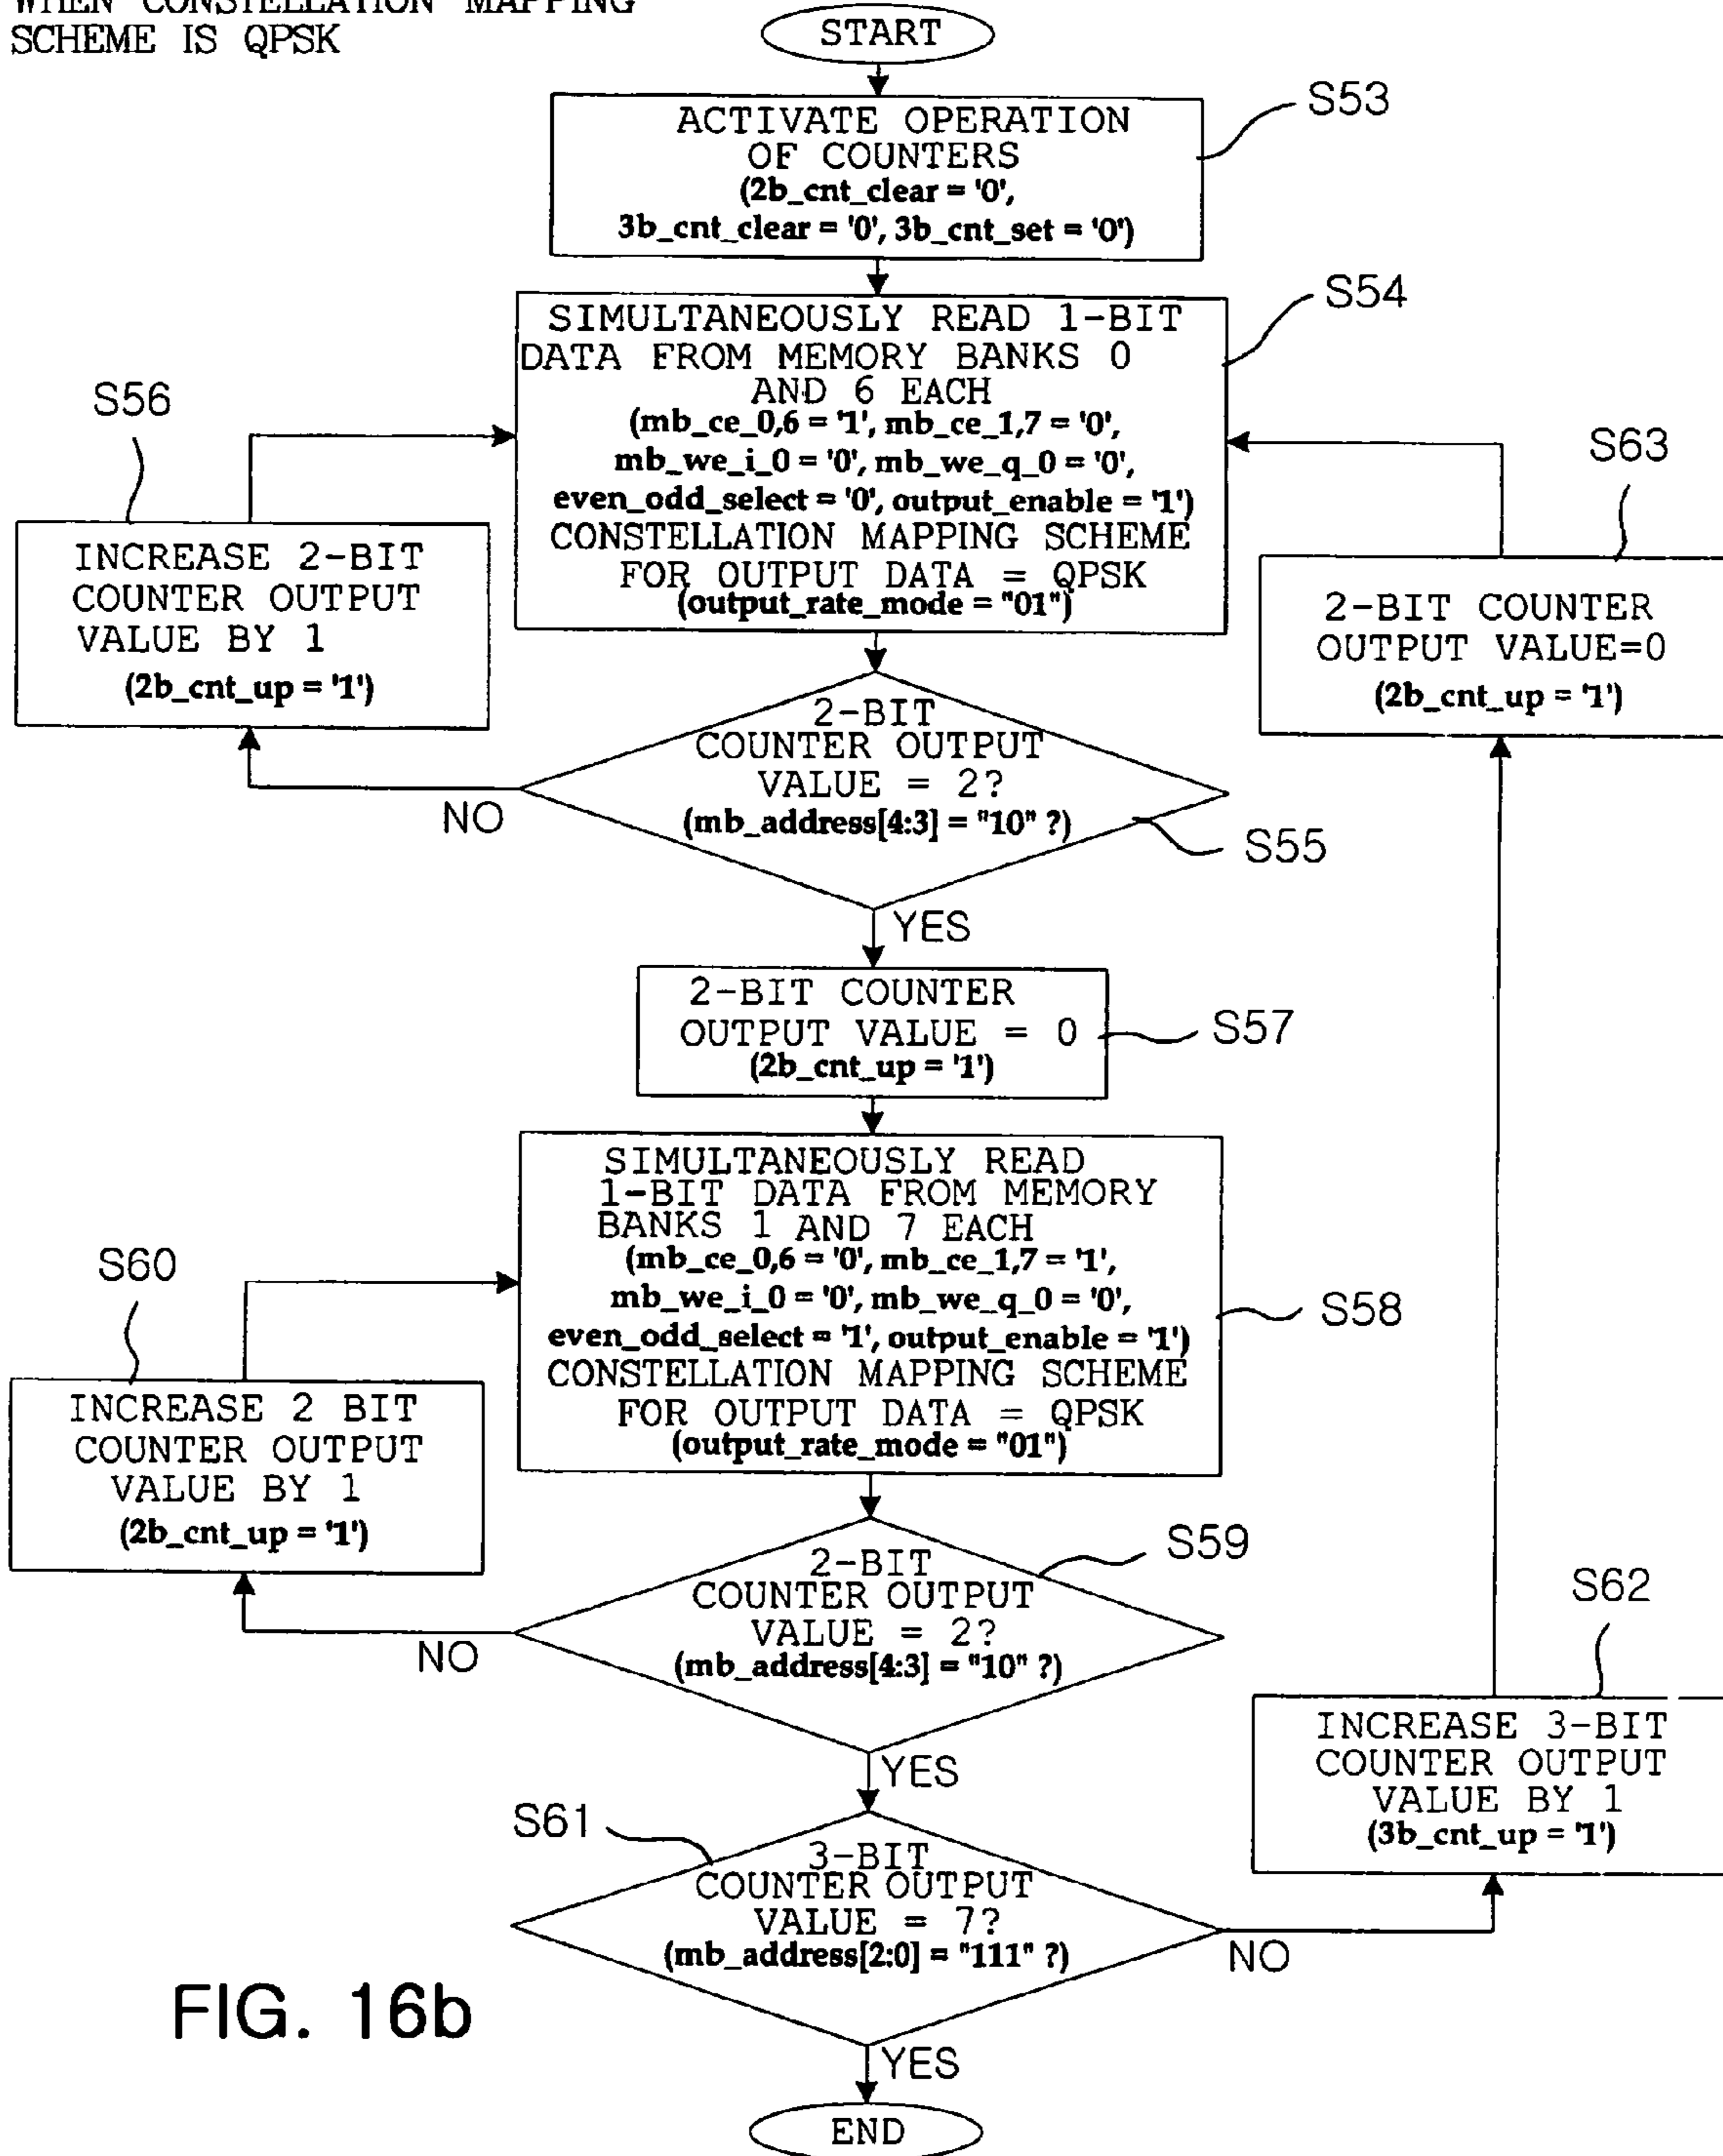 WHEN CONSTELLATION MAPPING
SCHEME IS QPSK
START
S53
ACTIVATE OPERATION
OF COUNTERS
(2b_cnt_clear = '0',
3b_cnt_clear = '0', 3b_cnt_set = '0')
S54
SIMULTANEOUSLY READ 1-BIT
DATA FROM MEMORY BANKS 0
AND 6 EACH
(mb_ce_0,6 = '1', mb_ce_1,7 = '0',
mb_we_i_0 = '0', mb_we_q_0 = '0',
even_odd_select = '0', output_enable = '1')
CONSTELLATION MAPPING SCHEME
FOR OUTPUT DATA = QPSK
(output_rate_mode = "01")
S56
INCREASE 2-BIT
COUNTER OUTPUT
VALUE BY 1
(2b_cnt_up = '1')
S63
2-BIT COUNTER
OUTPUT VALUE=0
(2b_cnt_up = '1')
2-BIT
COUNTER OUTPUT
VALUE = 2?
(mb_address[4:3] = "10" ?)
NO
S55
YES
2-BIT COUNTER
OUTPUT VALUE = 0
(2b_cnt_up = '1')
S57
SIMULTANEOUSLY READ
1-BIT DATA FROM MEMORY
BANKS 1 AND 7 EACH
(mb_ce_0,6 = '0', mb_ce_1,7 = '1',
mb_we_i_0 = '0', mb_we_q_0 = '0',
even_odd_select = '1', output_enable = '1')
CONSTELLATION MAPPING SCHEME
FOR OUTPUT DATA = QPSK
(output_rate_mode = "01")
S58
S60
INCREASE 2 BIT
COUNTER OUTPUT
VALUE BY 1
(2b_cnt_up = '1')
S59
2-BIT
COUNTER OUTPUT
VALUE = 2?
(mb_address[4:3] = "10" ?)
NO
YES
S62
INCREASE 3-BIT
COUNTER OUTPUT
VALUE BY 1
(3b_cnt_up = '1')
S61
3-BIT
COUNTER OUTPUT
VALUE = 7?
(mb_address[2:0] = "111" ?)
NO
YES
END
FIG. 16b